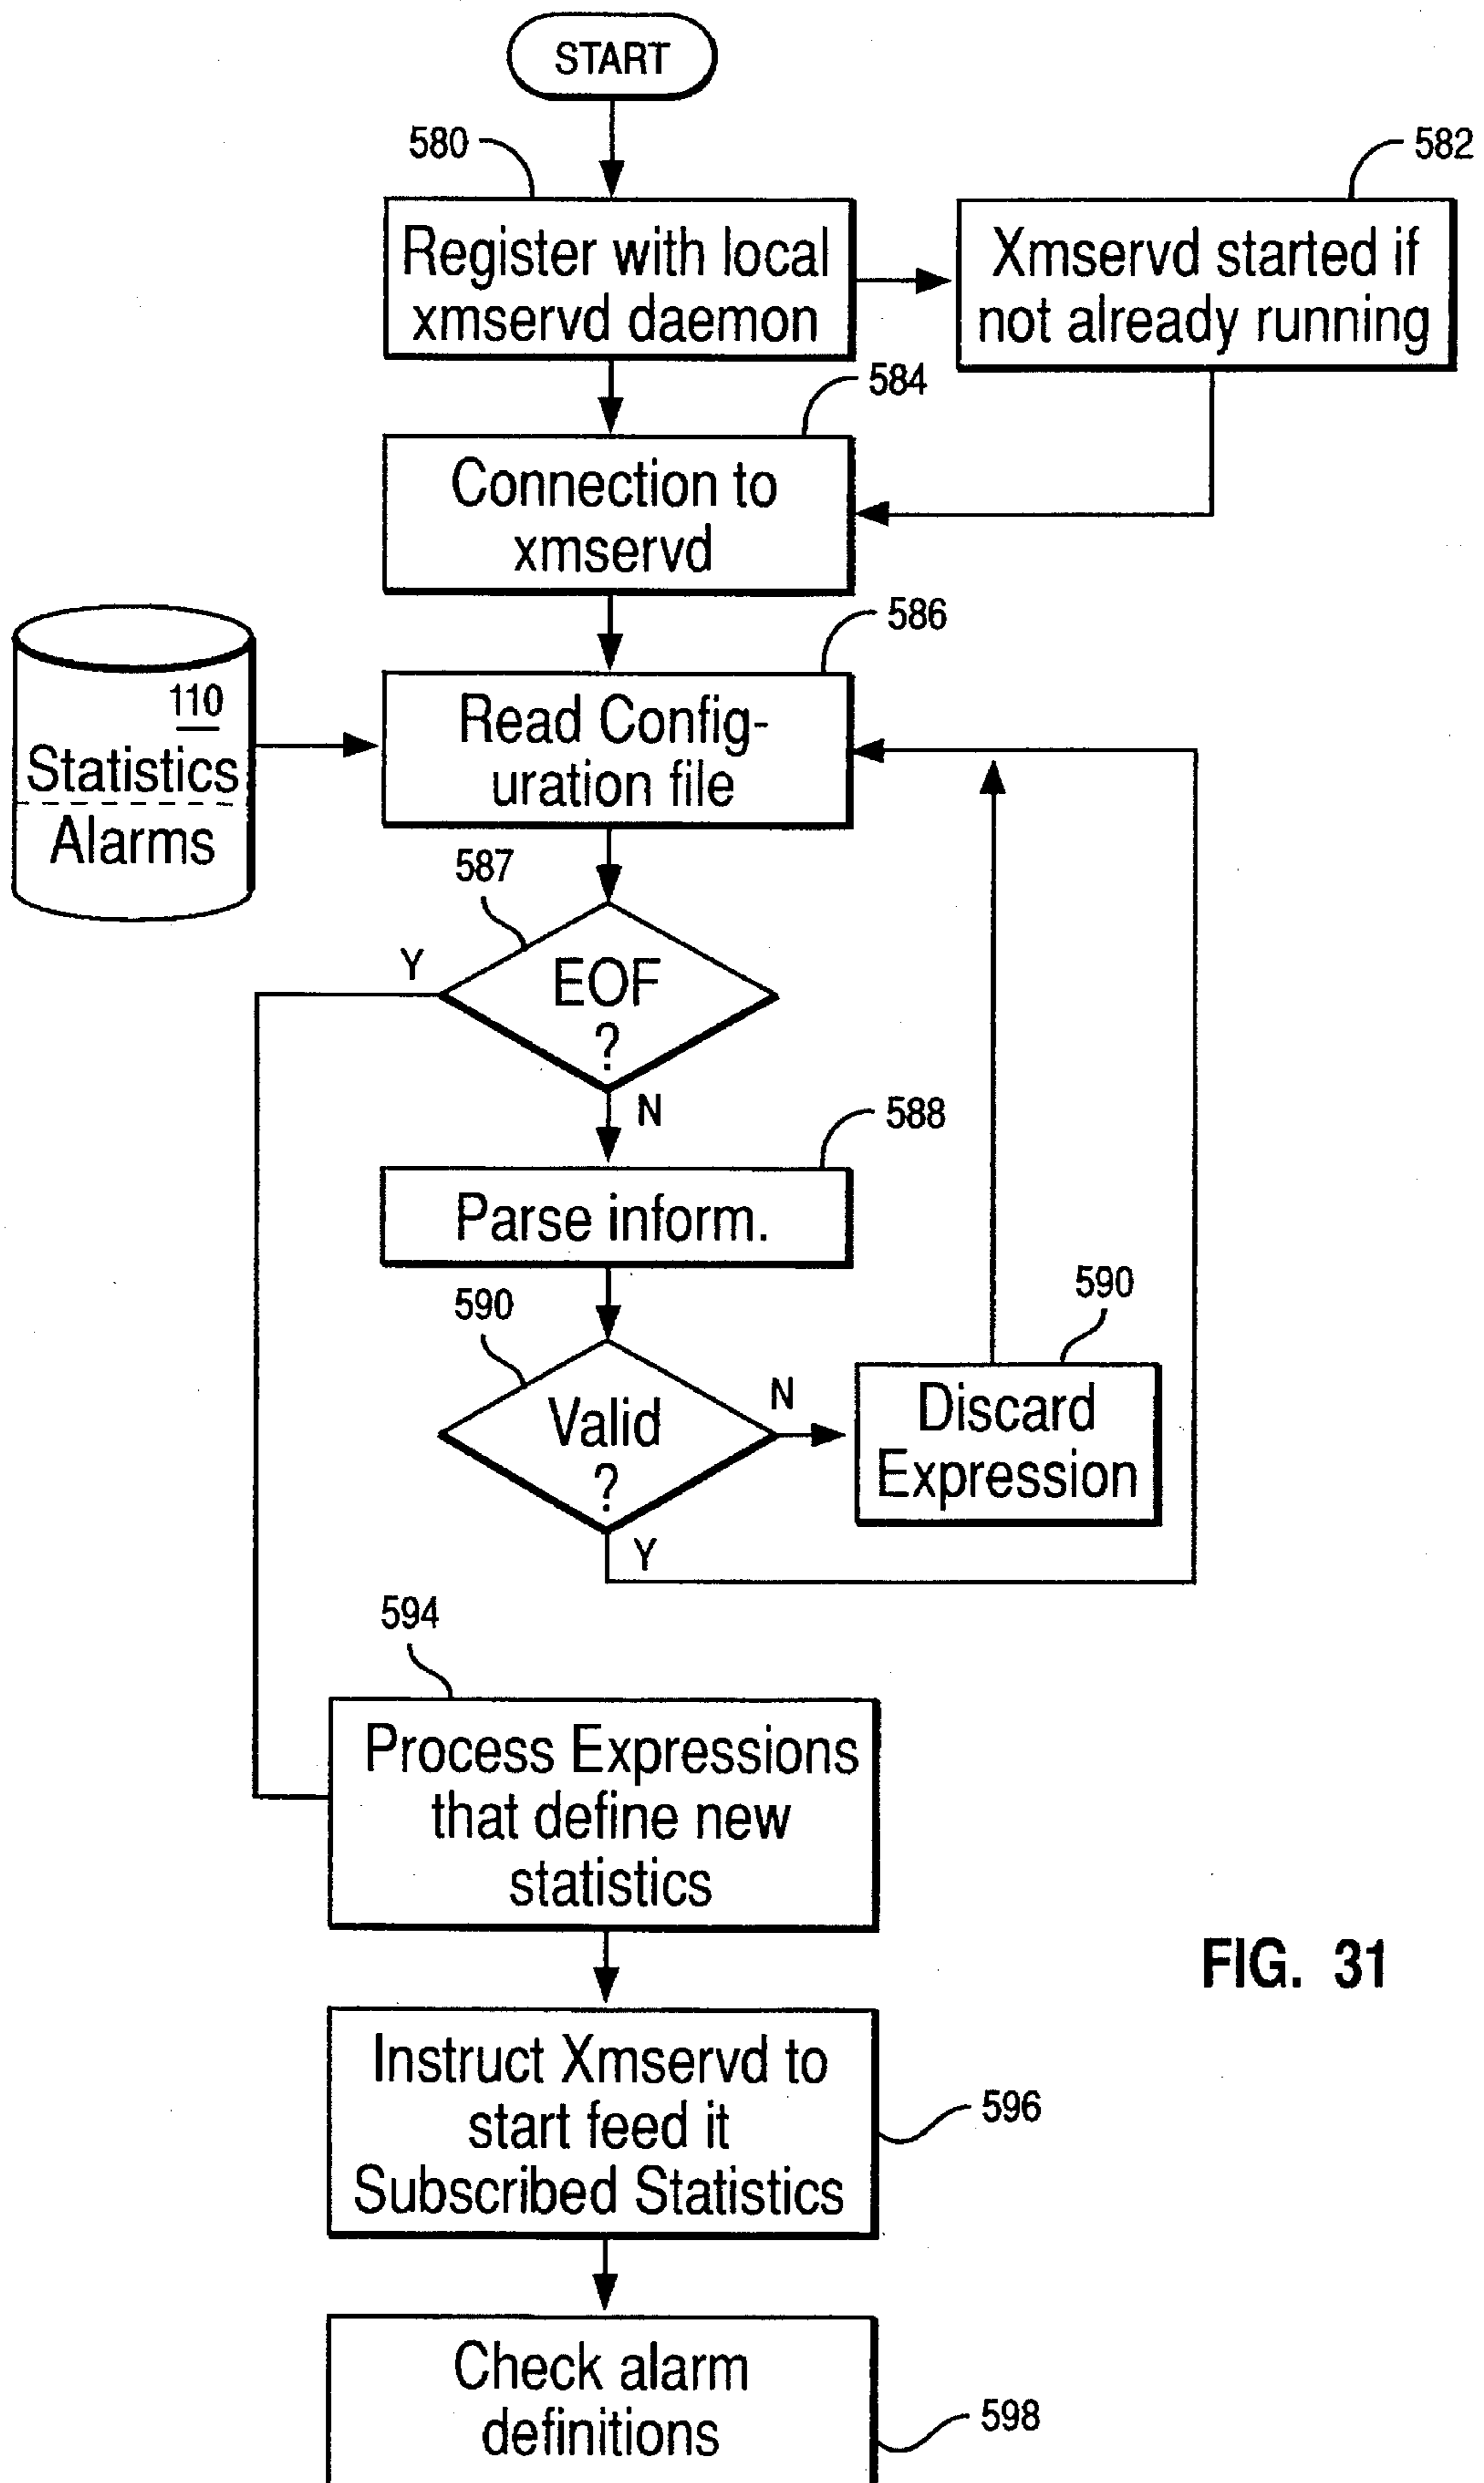 START
580
582
Register with local
xmservd daemon
Xmservd started if
not already running
584
Connection to
xmservd
586
110
Statistics
Alarms
Read Config-
uration file
587
Y
EOF
?
N
588
Parse inform.
590
590
Valid
?
N
Discard
Expression
Y
594
Process Expressions
that define new
statistics
FIG. 31
Instruct Xmservd to
start feed it
Subscribed Statistics
596
Check alarm
definitions
598